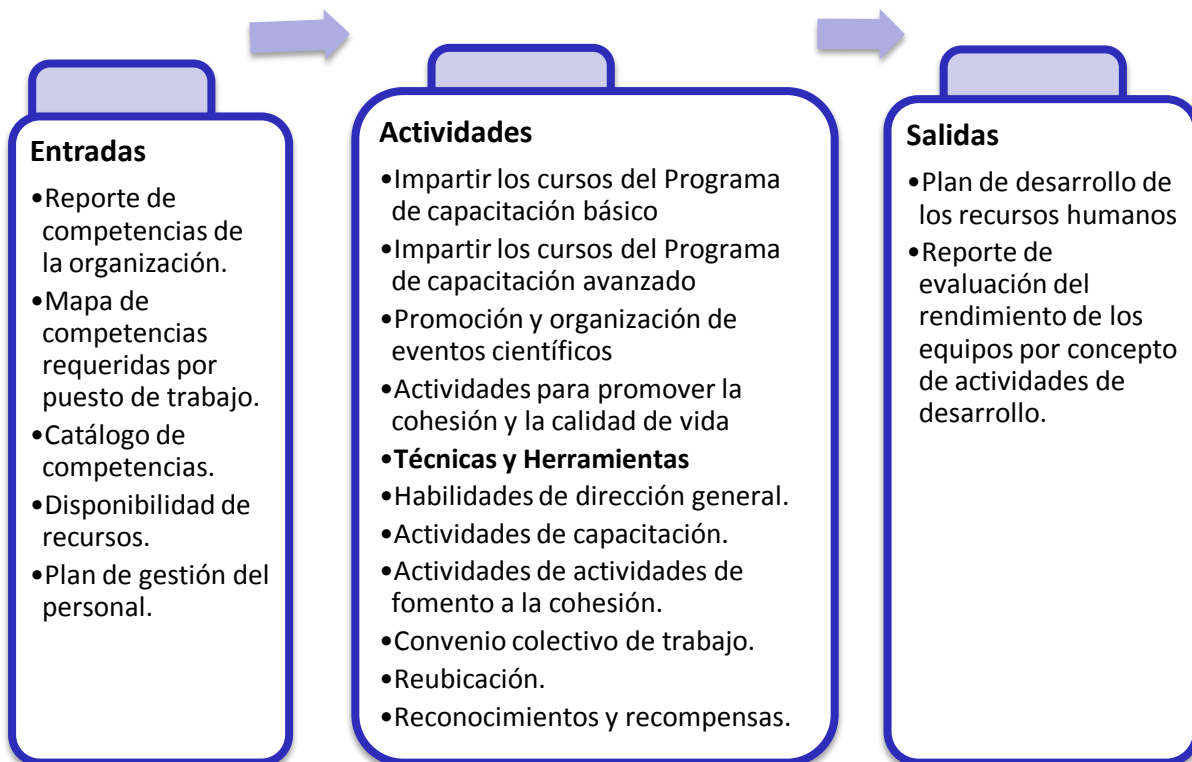 Entradas
•Reporte de
competencias de
la organización.
•Mapa de
competencias
requeridas por
puesto de trabajo.
•Catálogo de
competencias.
•Disponibilidad de
recursos.
•Plan de gestión del
personal.
Actividades
•Impartir los cursos del Programa
de capacitación básico
•Impartir los cursos del Programa
de capacitación avanzado
•Promoción y organización de
eventos científicos
•Actividades para promover la
cohesión y la calidad de vida
•Técnicas y Herramientas
•Habilidades de dirección general.
•Actividades de capacitación.
•Actividades de actividades de
fomento a la cohesión.
•Convenio colectivo de trabajo.
•Reubicación.
•Reconocimientos y recompensas.
Salidas
•Plan de desarrollo de
los recursos humanos
•Reporte de
evaluación del
rendimiento de los
equipos por concepto
de actividades de
desarrollo.